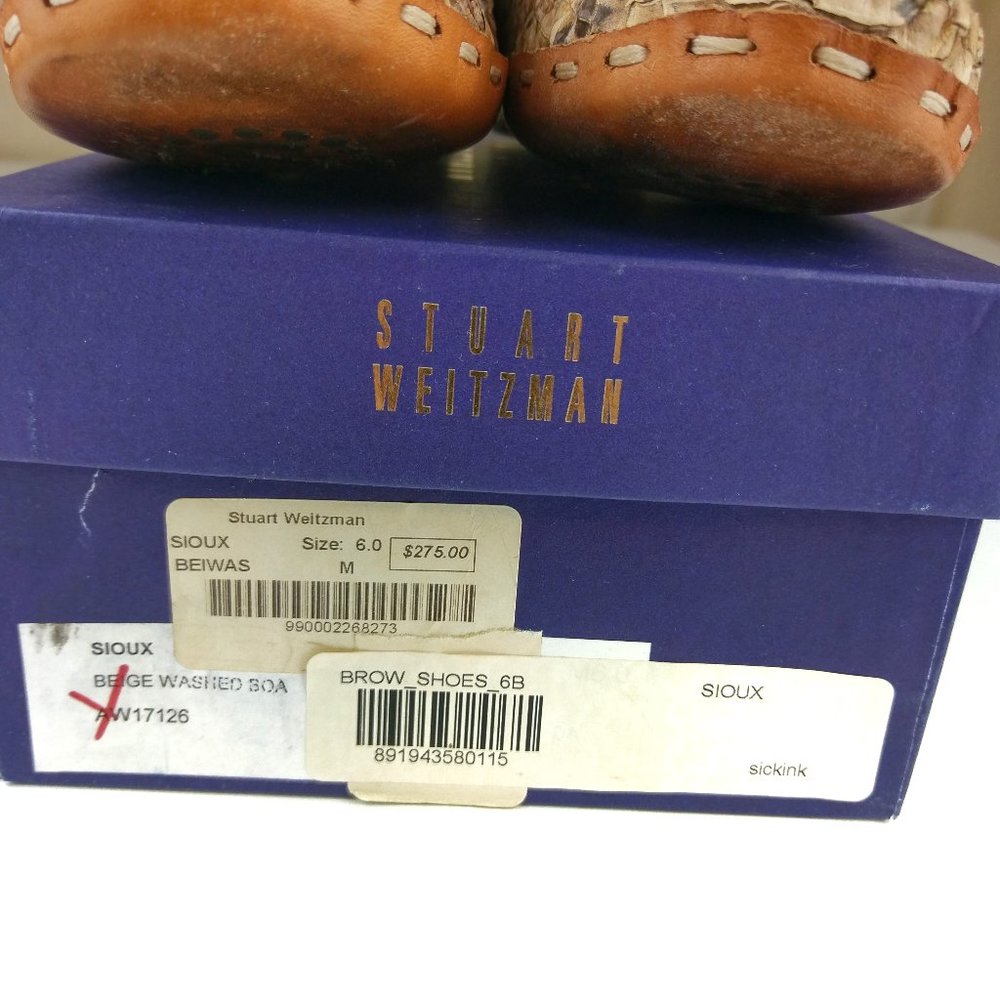 STUART
WEITZMAN
Stuart Weitzman
SIOUX Size: 6.0 $275.00
BEIWAS M
990002268273
SIOUX
BEIGE WASHED BOA
AW17126
BROW_SHOES_6B
891943580115
SIOUX
sickink